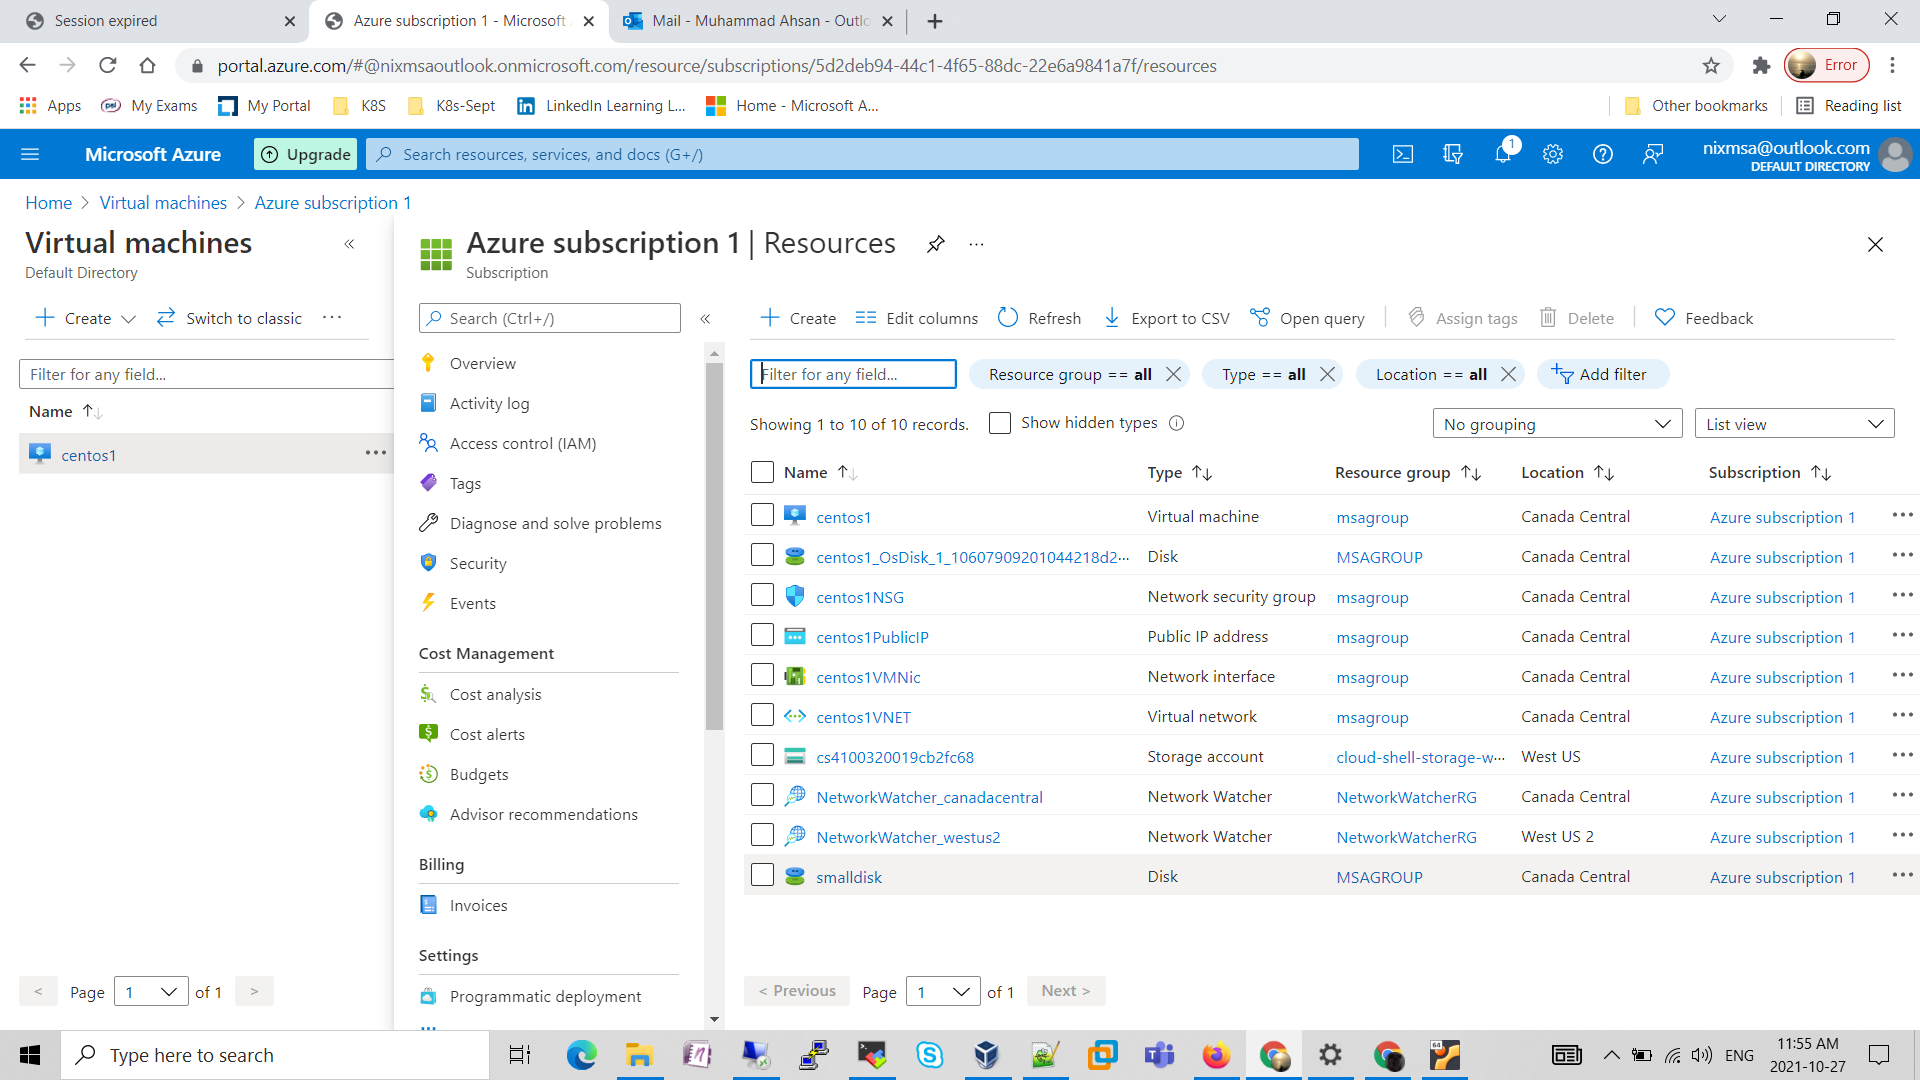 Session expired
Azure subscription 1 - Microsoft
Mail - Muhammad Ahsan - Outlo
portal.azure.com/#@nixmsaoutlook.onmicrosoft.com/resource/subscriptions/5d2deb94-44c1-4f65-88dc-22e6a9841a7f/resources
Error
Apps
My Exams
My Portal
K8S
K8s-Sept
LinkedIn Learning L...
Home - Microsoft A...
Other bookmarks
Reading list
Microsoft Azure
Upgrade
Search resources, services, and docs (G+/)
1
nixmsa@outlook.com
DEFAULT DIRECTORY
Home > Virtual machines > Azure subscription 1
Virtual machines
Default Directory
Create
Switch to classic
Filter for any field...
Name
centos1
< Page 1 of 1 >
Azure subscription 1 | Resources
Subscription
Search (Ctrl+/)
Overview
Activity log
Access control (IAM)
Tags
Diagnose and solve problems
Security
Events
Cost Management
Cost analysis
Cost alerts
Budgets
Advisor recommendations
Billing
Invoices
Settings
Programmatic deployment
Create
Edit columns
Refresh
Export to CSV
Open query
Assign tags
Delete
Feedback
Filter for any field...
Resource group == all
Type == all
Location == all
Add filter
Showing 1 to 10 of 10 records.
Show hidden types
No grouping
List view
Name Type Resource group Location Subscription
centos1 Virtual machine msagroup Canada Central Azure subscription 1
centos1_OsDisk_1_10607909201044218d2... Disk MSAGROUP Canada Central Azure subscription 1
centos1NSG Network security group msagroup Canada Central Azure subscription 1
centos1PublicIP Public IP address msagroup Canada Central Azure subscription 1
centos1VMNic Network interface msagroup Canada Central Azure subscription 1
centos1VNET Virtual network msagroup Canada Central Azure subscription 1
cs4100320019cb2fc68 Storage account cloud-shell-storage-w... West US Azure subscription 1
NetworkWatcher_canadacentral Network Watcher NetworkWatcherRG Canada Central Azure subscription 1
NetworkWatcher_westus2 Network Watcher NetworkWatcherRG West US 2 Azure subscription 1
smalldisk Disk MSAGROUP Canada Central Azure subscription 1
< Previous Page 1 of 1 Next >
Type here to search
ENG
11:55 AM
2021-10-27